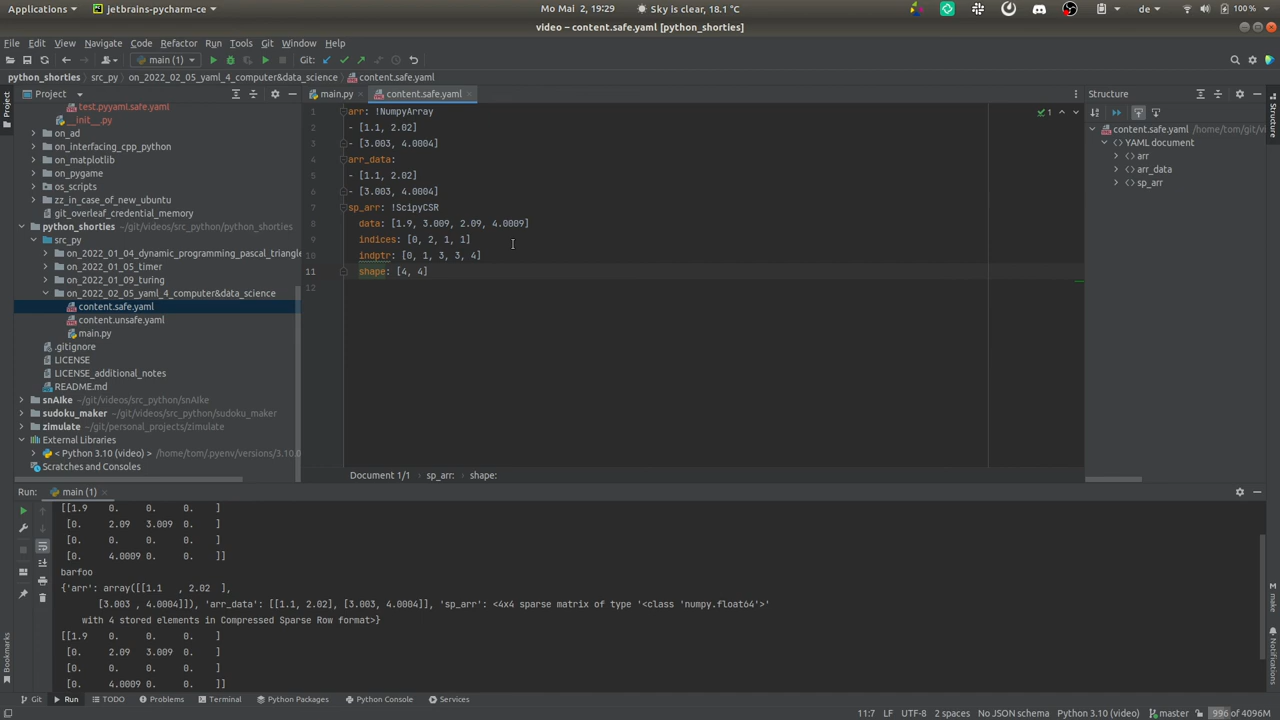 Applications
jetbrains-pycharm-ce
Mo Mai 2, 19:29
Sky is clear, 18.1 °C
de
100 %
video – content.safe.yaml [python_shorties]
File Edit View Navigate Code Refactor Run Tools Git Window Help
main (1)
Git:
python_shorties
src_py
on_2022_02_05_yaml_4_computer&data_science
content.safe.yaml
Project
Project
test.pyyaml.safe.yaml
__init__.py
on_ad
on_interfacing_cpp_python
on_matplotlib
on_pygame
os_scripts
zz_in_case_of_new_ubuntu
git_overleaf_credential_memory
python_shorties ~/git/videos/src_python/python_shorties
src_py
on_2022_01_04_dynamic_programming_pascal_triangle
on_2022_01_05_timer
on_2022_01_09_turing
on_2022_02_05_yaml_4_computer&data_science
content.safe.yaml
content.unsafe.yaml
main.py
.gitignore
LICENSE
LICENSE_additional_notes
README.md
snAIke ~/git/videos/src_python/snAIke
sudoku_maker ~/git/videos/src_python/sudoku_maker
zimulate ~/git/personal_projects/zimulate
External Libraries
< Python 3.10 (video) > /home/tom/.pyenv/versions/3.10.0
Scratches and Consoles
main.py
content.safe.yaml
1 arr: !NumpyArray
2 - [1.1, 2.02]
3 - [3.003, 4.0004]
4 arr_data:
5 - [1.1, 2.02]
6 - [3.003, 4.0004]
7 sp_arr: !ScipyCSR
8 data: [1.9, 3.009, 2.09, 4.0009]
9 indices: [0, 2, 1, 1]
10 indptr: [0, 1, 3, 3, 4]
11 shape: [4, 4]
12
1
Document 1/1
sp_arr:
shape:
Structure
content.safe.yaml /home/tom/git/vi
YAML document
arr
arr_data
sp_arr
Structure
make
Notifications
Bookmarks
Run: main (1)
[[1.9 0. 0. 0. ]
[0. 2.09 3.009 0. ]
[0. 0. 0. 0. ]
[0. 4.0009 0. 0. ]]
barfoo
{'arr': array([[1.1 , 2.02 ],
[3.003 , 4.0004]]), 'arr_data': [[1.1, 2.02], [3.003, 4.0004]], 'sp_arr': <4x4 sparse matrix of type '<class 'numpy.float64'>'
with 4 stored elements in Compressed Sparse Row format>}
[[1.9 0. 0. 0. ]
[0. 2.09 3.009 0. ]
[0. 0. 0. 0. ]
[0. 4.0009 0. 0. ]]
Git Run TODO Problems Terminal Python Packages Python Console Services
11:7 LF UTF-8 2 spaces No JSON schema Python 3.10 (video) master 996 of 4096M